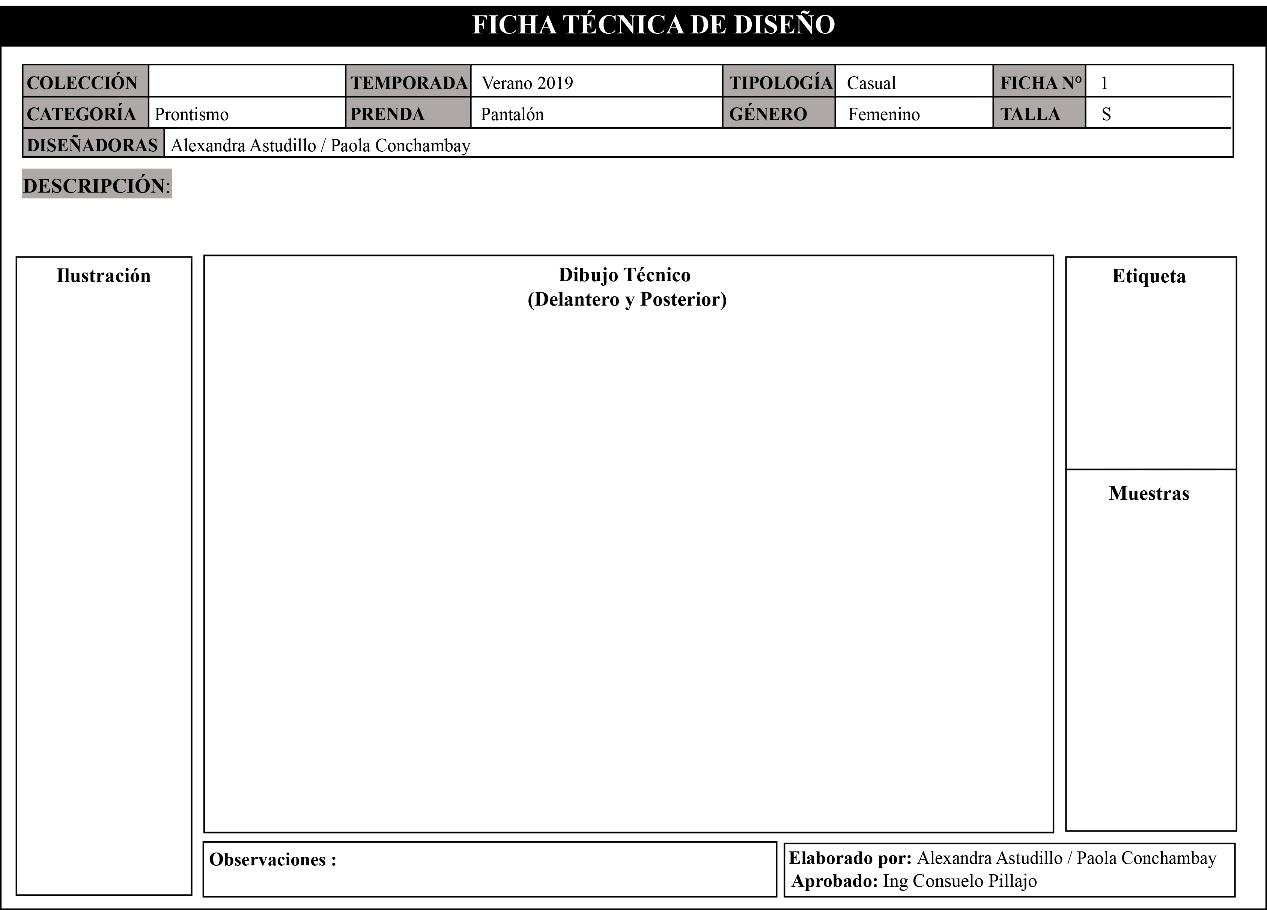 FICHA TÉCNICA DE DISEÑO
COLECCIÓN TEMPORADA Verano 2019 TIPOLOGÍA Casual FICHA Nº 1
CATEGORÍA Prontismo PRENDA Pantalón GÉNERO Femenino TALLA S
DISEÑADORAS Alexandra Astudillo / Paola Conchambay
DESCRIPCIÓN:
Ilustración
Dibujo Técnico
(Delantero y Posterior)
Etiqueta
Muestras
Observaciones :
Elaborado por: Alexandra Astudillo / Paola Conchambay
Aprobado: Ing Consuelo Pillajo